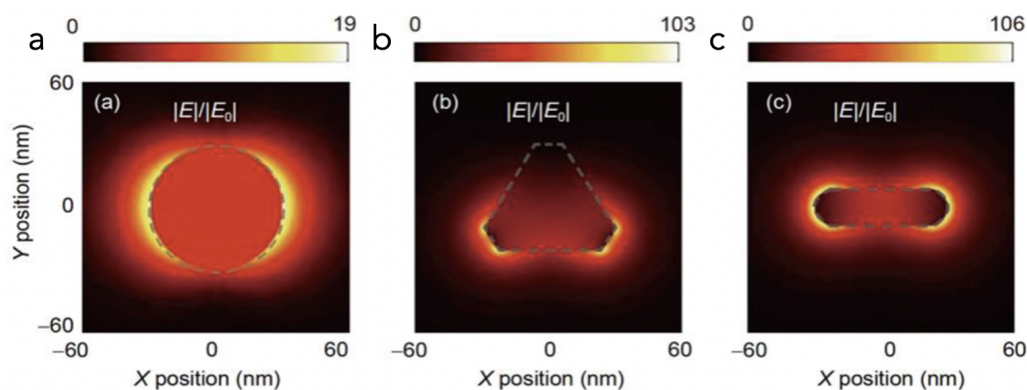 0 19 0 103 0 106
a b c
60 (a) |E|/|E₀| (b) |E|/|E₀| (c) |E|/|E₀|
Y position (nm)
0
–60
–60 0 60 –60 0 60 –60 0 60
X position (nm) X position (nm) X position (nm)